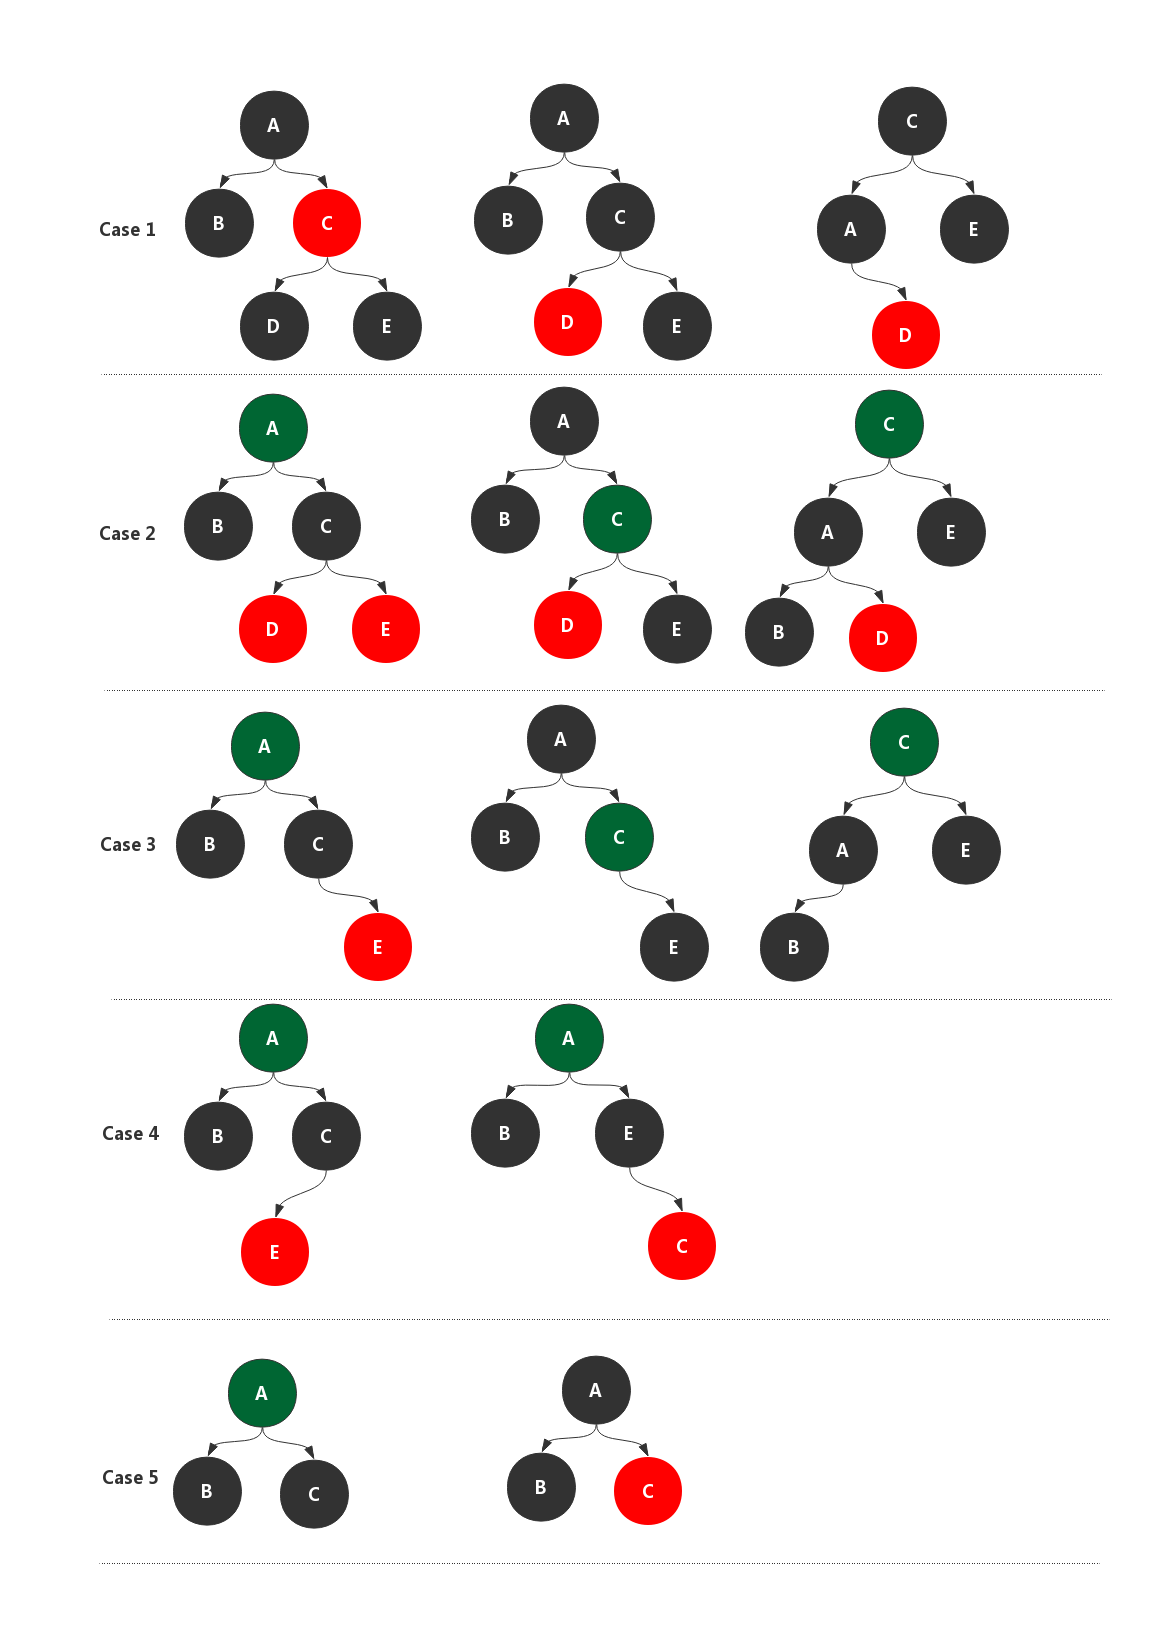 A A C
B C B C A E
Case 1
D E D E D
A A C
B C B C A E
Case 2
D E D E B D
A A C
B C B C A E
Case 3
E E B
A A
B C B E
Case 4
E C
A A
B C B C
Case 5